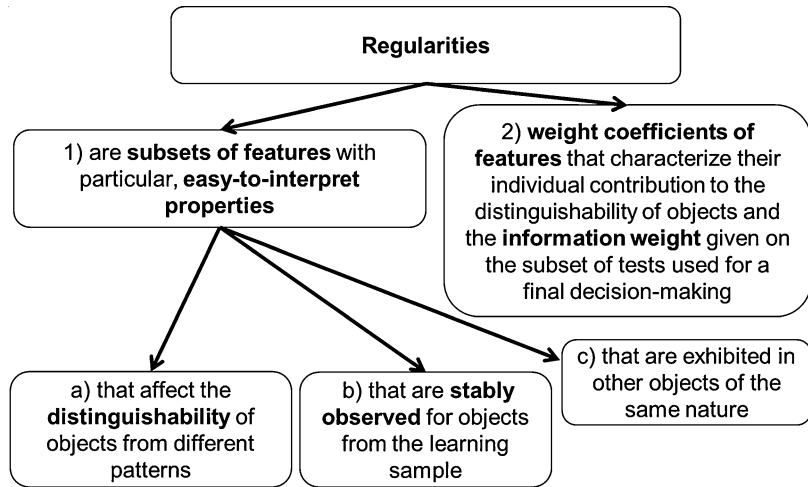 Regularities
1) are subsets of features with
particular, easy-to-interpret
properties
2) weight coefficients of
features that characterize their
individual contribution to the
distinguishability of objects and
the information weight given on
the subset of tests used for a
final decision-making
a) that affect the
distinguishability of
objects from different
patterns
b) that are stably
observed for objects
from the learning
sample
c) that are exhibited in
other objects of the
same nature